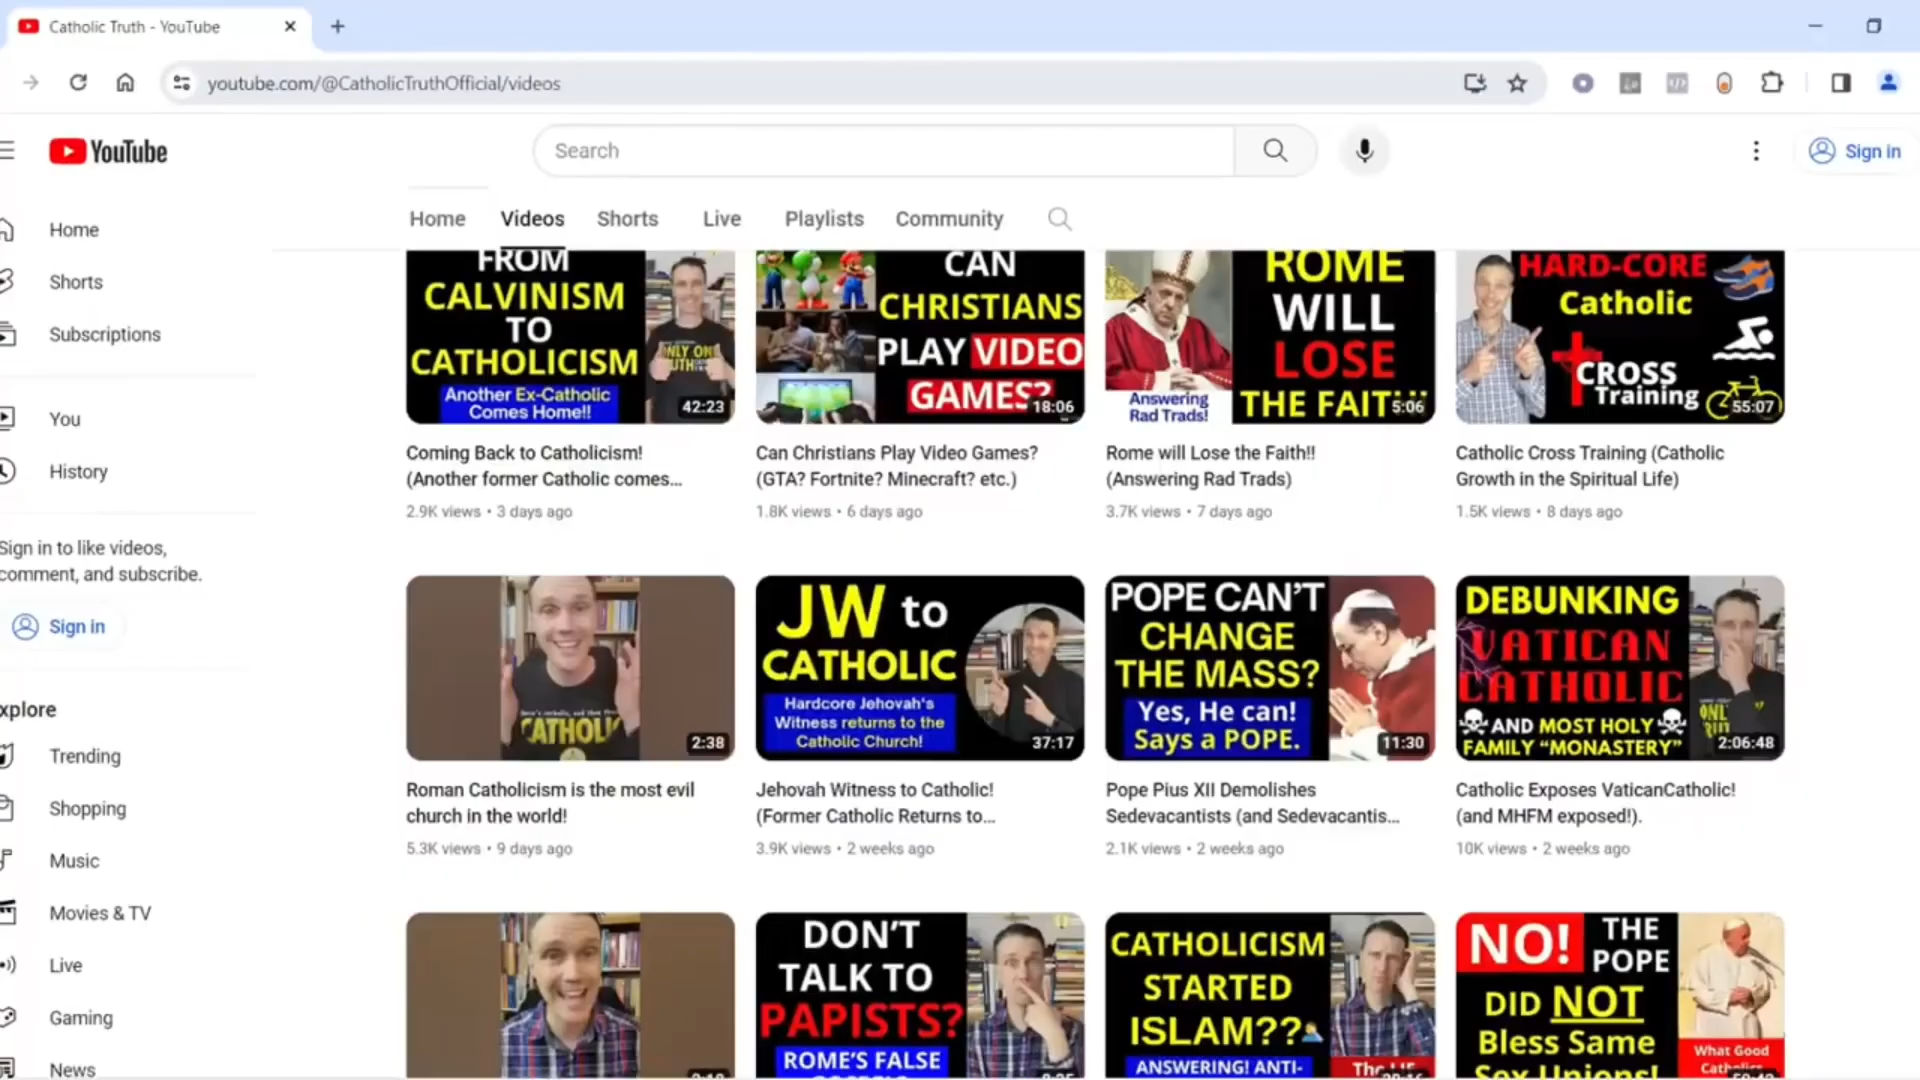 Catholic Truth - YouTube
youtube.com/@CatholicTruthOfficial/videos
YouTube
Search
Sign in
Home
Videos
Shorts
Live
Playlists
Community
Home
Shorts
Subscriptions
You
History
Sign in to like videos,
comment, and subscribe.
Sign in
xplore
Trending
Shopping
Music
Movies & TV
Live
Gaming
News
FROM
CALVINISM
TO
CATHOLICISM
Another Ex-Catholic
Comes Home!!
42:23
Coming Back to Catholicism!
(Another former Catholic comes...
2.9K views • 3 days ago
CAN
CHRISTIANS
PLAY VIDEO
GAMES?
18:06
Can Christians Play Video Games?
(GTA? Fortnite? Minecraft? etc.)
1.8K views • 6 days ago
ROME
WILL
LOSE
THE FAIT
Answering
Rad Trads!
5:06
Rome will Lose the Faith!!
(Answering Rad Trads)
3.7K views • 7 days ago
HARD-CORE
Catholic
CROSS
Training
55:07
Catholic Cross Training (Catholic
Growth in the Spiritual Life)
1.5K views • 8 days ago
CATHOLI
2:38
Roman Catholicism is the most evil
church in the world!
5.3K views • 9 days ago
JW to
CATHOLIC
Hardcore Jehovah's
Witness returns to the
Catholic Church!
37:17
Jehovah Witness to Catholic!
(Former Catholic Returns to...
3.9K views • 2 weeks ago
POPE CAN'T
CHANGE
THE MASS?
Yes, He can!
Says a POPE.
11:30
Pope Pius XII Demolishes
Sedevacantists (and Sedevacantis...
2.1K views • 2 weeks ago
DEBUNKING
VATICAN
CATHOLIC
AND MOST HOLY
FAMILY "MONASTERY"
2:06:48
Catholic Exposes VaticanCatholic!
(and MHFM exposed!).
10K views • 2 weeks ago
DON'T
TALK TO
PAPISTS?
ROME'S FALSE
CATHOLICISM
STARTED
ISLAM??
ANSWERING! ANTI-
NO! THE
POPE
DID NOT
Bless Same
Sex Unions!
What Good